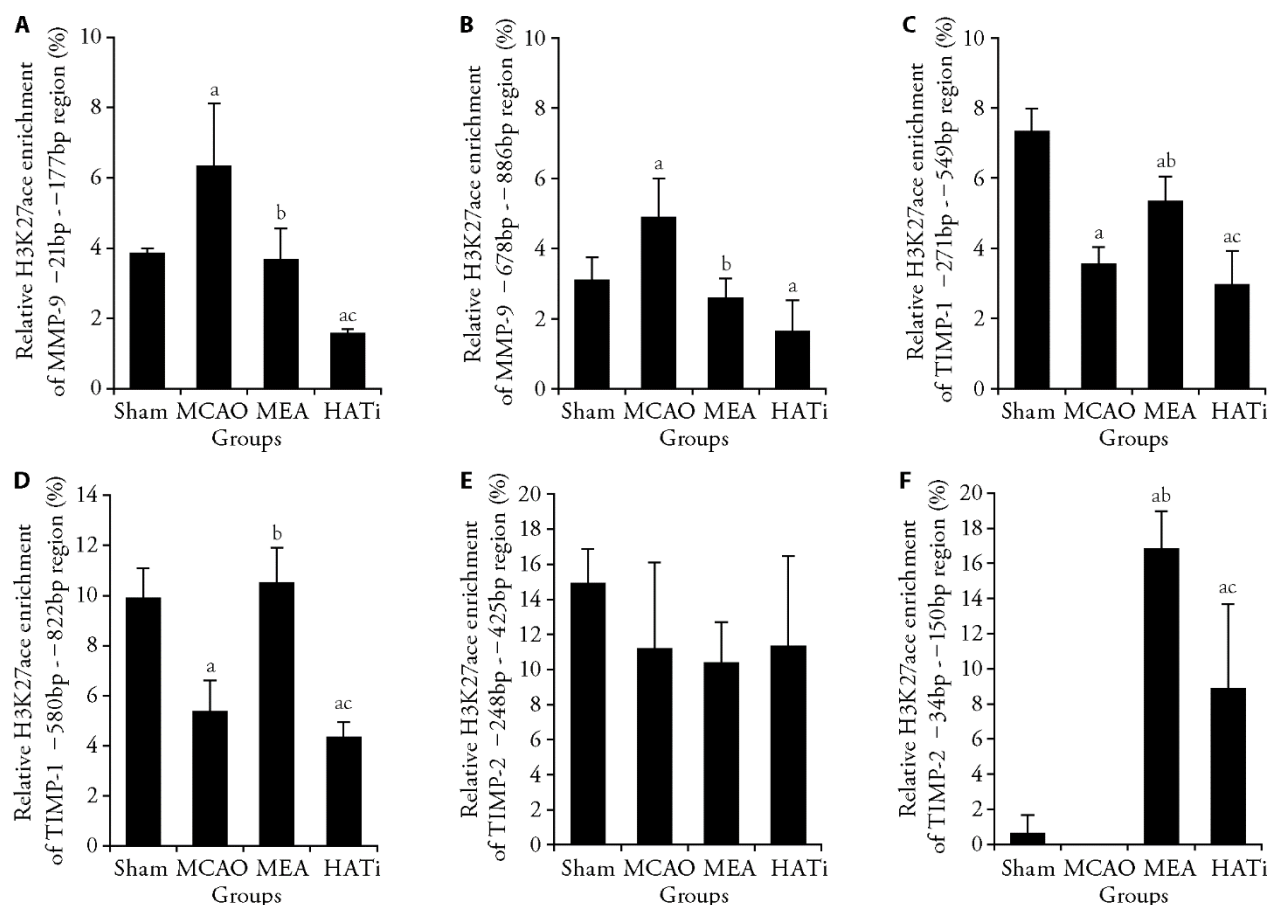 A
Relative H3K27ace enrichment
of MMP-9 −21bp -−177bp region (%)
10
8
6
4
2
0
a
b
ac
Sham MCAO MEA HATi
Groups
B
Relative H3K27ace enrichment
of MMP-9 −678bp -−886bp region (%)
10
8
6
4
2
0
a
b
a
Sham MCAO MEA HATi
Groups
C
Relative H3K27ace enrichment
of TIMP-1 −271bp -−549bp region (%)
10
8
6
4
2
0
a
ab
ac
Sham MCAO MEA HATi
Groups
D
Relative H3K27ace enrichment
of TIMP-1 −580bp -−822bp region (%)
14
12
10
8
6
4
2
0
a
b
ac
Sham MCAO MEA HATi
Groups
E
Relative H3K27ace enrichment
of TIMP-2 −248bp -−425bp region (%)
20
18
16
14
12
10
8
6
4
2
0
Sham MCAO MEA HATi
Groups
F
Relative H3K27ace enrichment
of TIMP-2 −34bp -−150bp region (%)
20
18
16
14
12
10
8
6
4
2
0
ab
ac
Sham MCAO MEA HATi
Groups